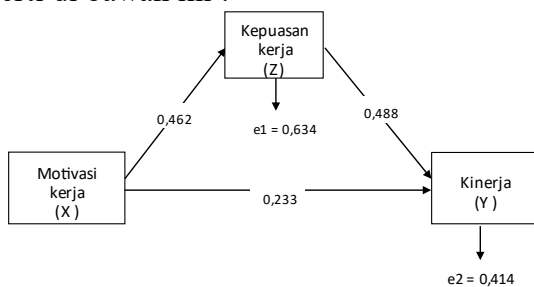 Kepuasan
kerja
(Z)
0,462
0,488
e1 = 0,634
Motivasi
kerja
(X )
0,233
Kinerja
(Y )
e2 = 0,414